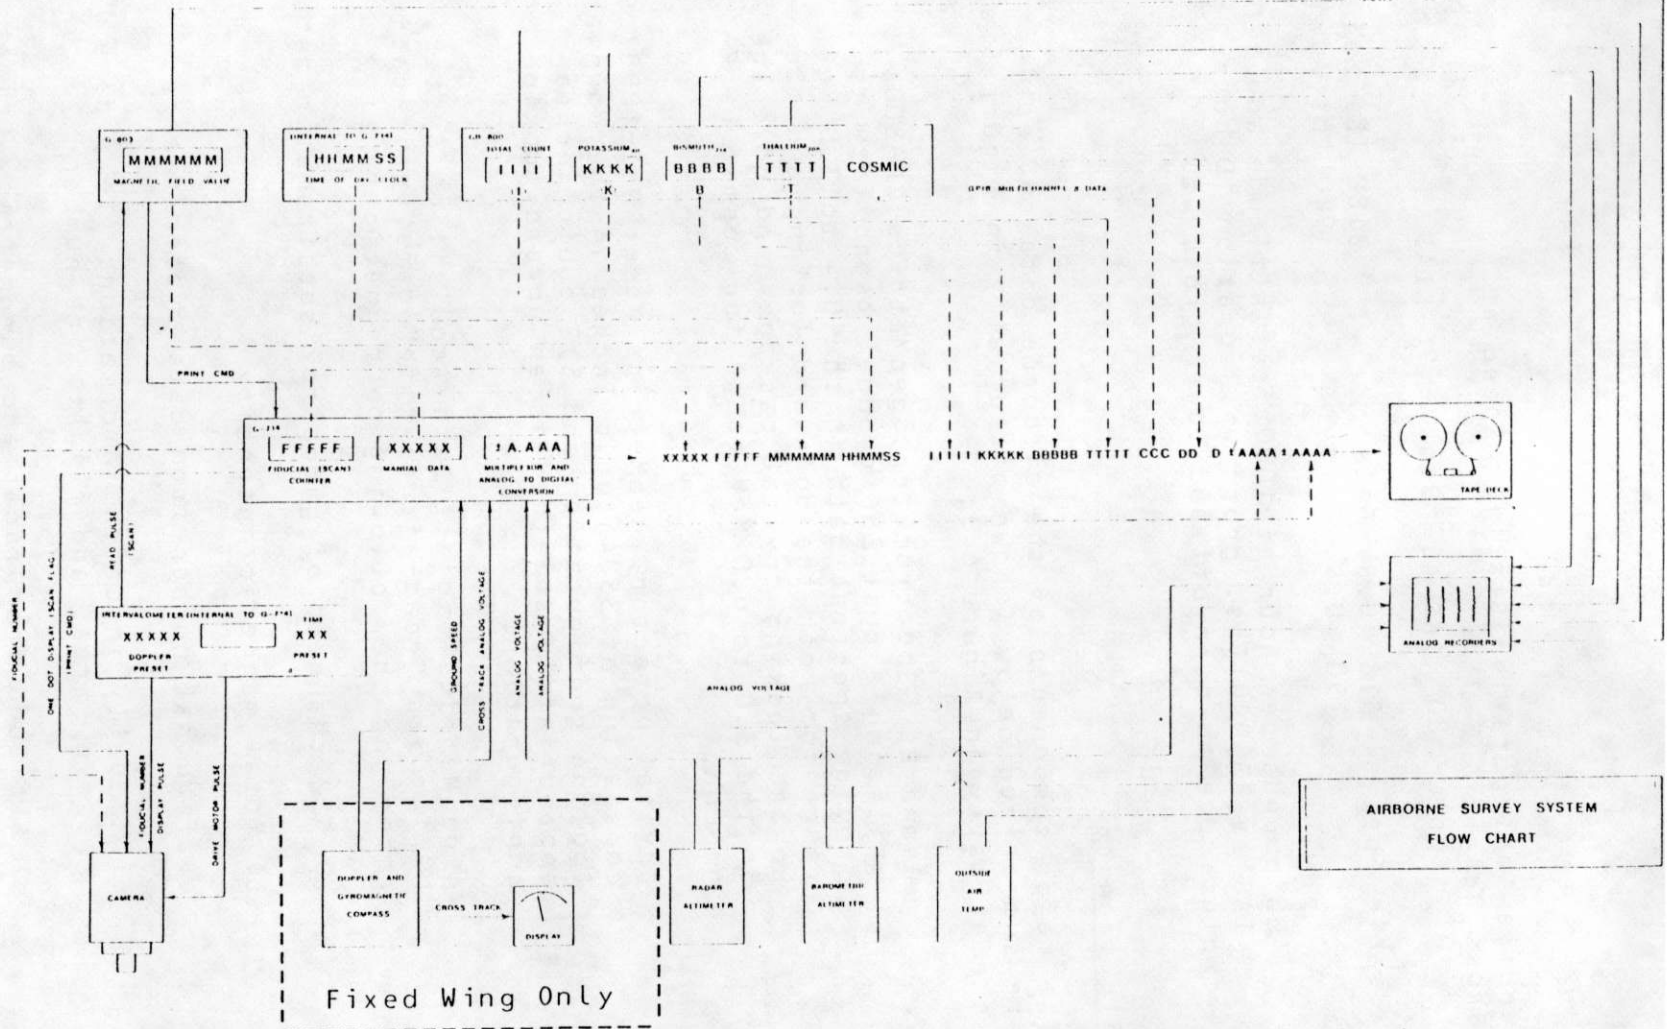 G-803
MMMMMM
MAGNETIC FIELD VALUE
(INTERNAL TO G-714)
HHMMSS
TIME OF DAY CLOCK
GR 800
TOTAL COUNT
IIII
POTASSIUM
KKKK
K
BISMUTH
BBBB
B
THALLIUM
TTTT
T
COSMIC
DATA
PRINT CMD
G-714
FFFFF
FIDUCIAL (SCAN)
COUNTER
XXXXX
MANUAL DATA
±A.AAA
MULTIPLEXOR AND
ANALOG TO DIGITAL
CONVERSION
XXXXX FFFFF MMMMMM HHMMSS IIIII KKKKK BBBBB TTTTT CCC DD D ±AAAA±AAAA
TAPE DECK
ANALOG RECORDERS
FIDUCIAL NUMBER
ONE DOT DISPLAY (SCAN FLAG)
(PRINT CMD)
READ PULSE
(SCAN)
INTERVALOMETER (INTERNAL TO G-714)
XXXXX
DOPPLER
PRESET
TIME
XXX
PRESET
FIDUCIAL NUMBER
DISPLAY PULSE
DRIVE MOTOR PULSE
GROUND SPEED
CROSS TRACK ANALOG VOLTAGE
ANALOG VOLTAGE
ANALOG VOLTAGE
ANALOG VOLTAGE
CAMERA
DOPPLER AND
GYROMAGNETIC
COMPASS
CROSS TRACK
DISPLAY
Fixed Wing Only
RADAR
ALTIMETER
BAROMETRIC
ALTIMETER
OUTSIDE
AIR
TEMP
AIRBORNE SURVEY SYSTEM
FLOW CHART